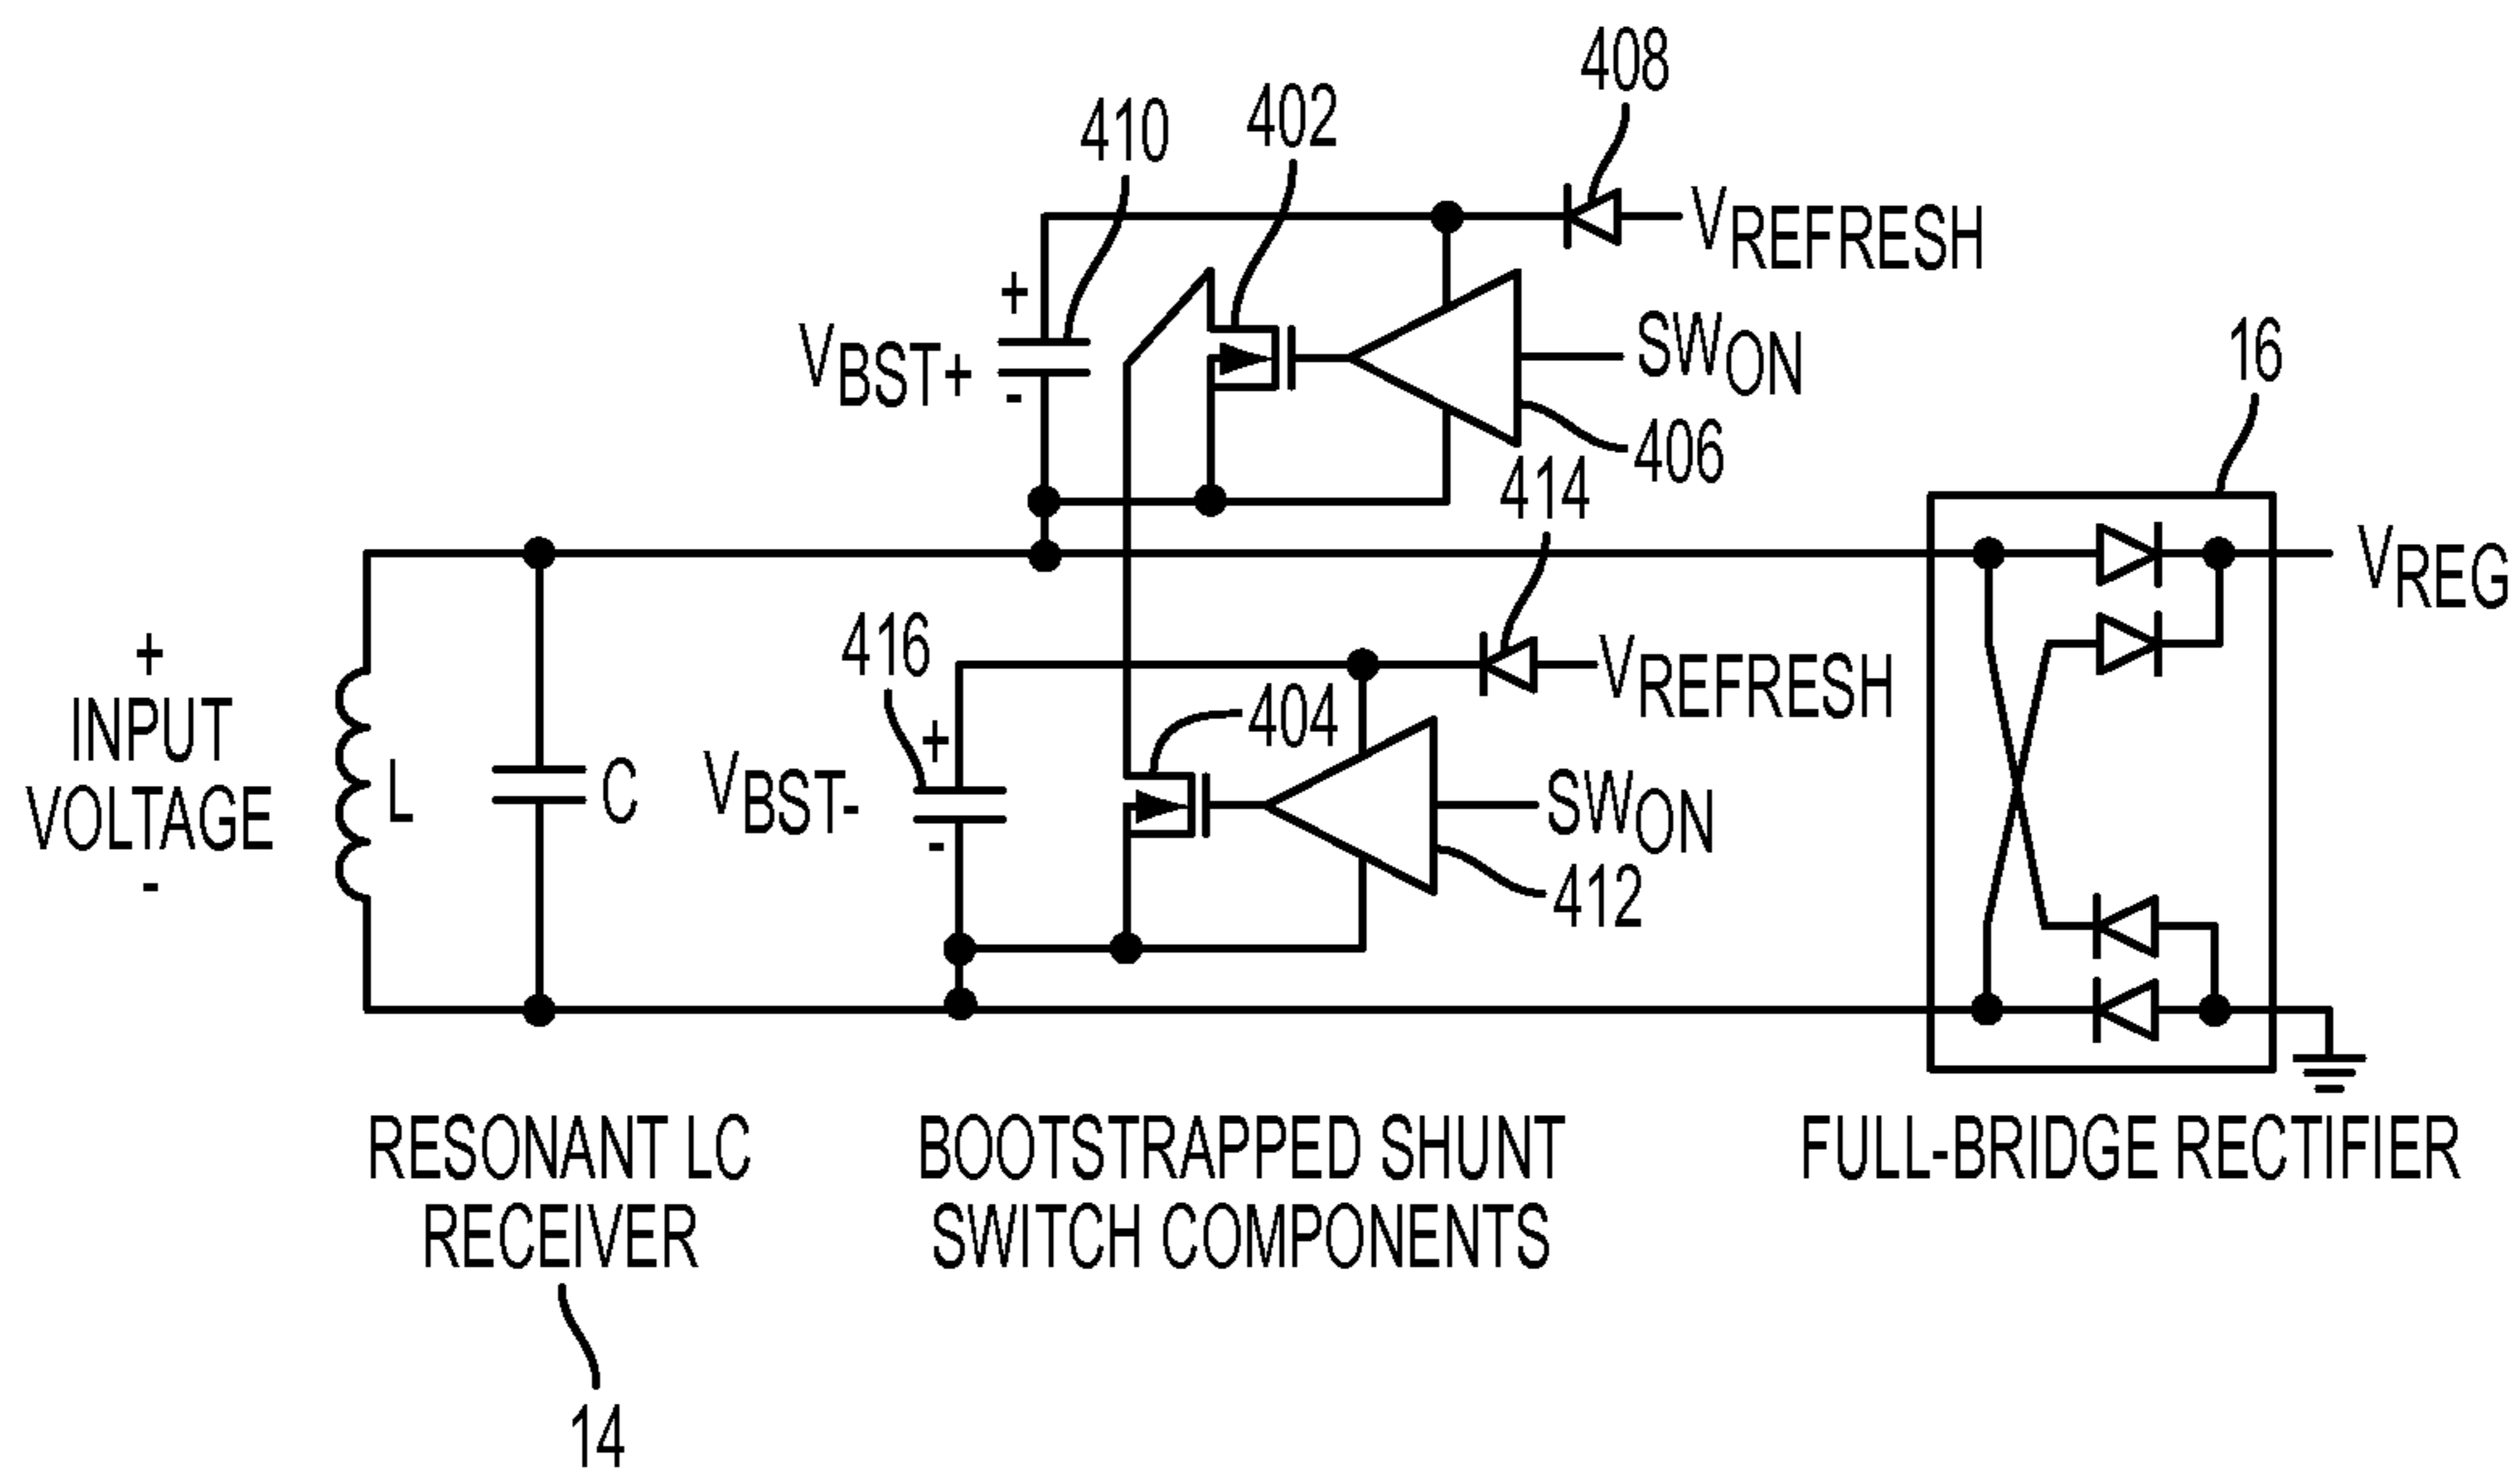 408
402
410
VREFRESH
+
SWON
16
VBST+
-
406
414
VREG
416
VREFRESH
+
+
404
INPUT
VOLTAGE
L
C
VBST-
SWON
-
-
412
RESONANT LC
RECEIVER
BOOTSTRAPPED SHUNT
SWITCH COMPONENTS
FULL-BRIDGE RECTIFIER
14